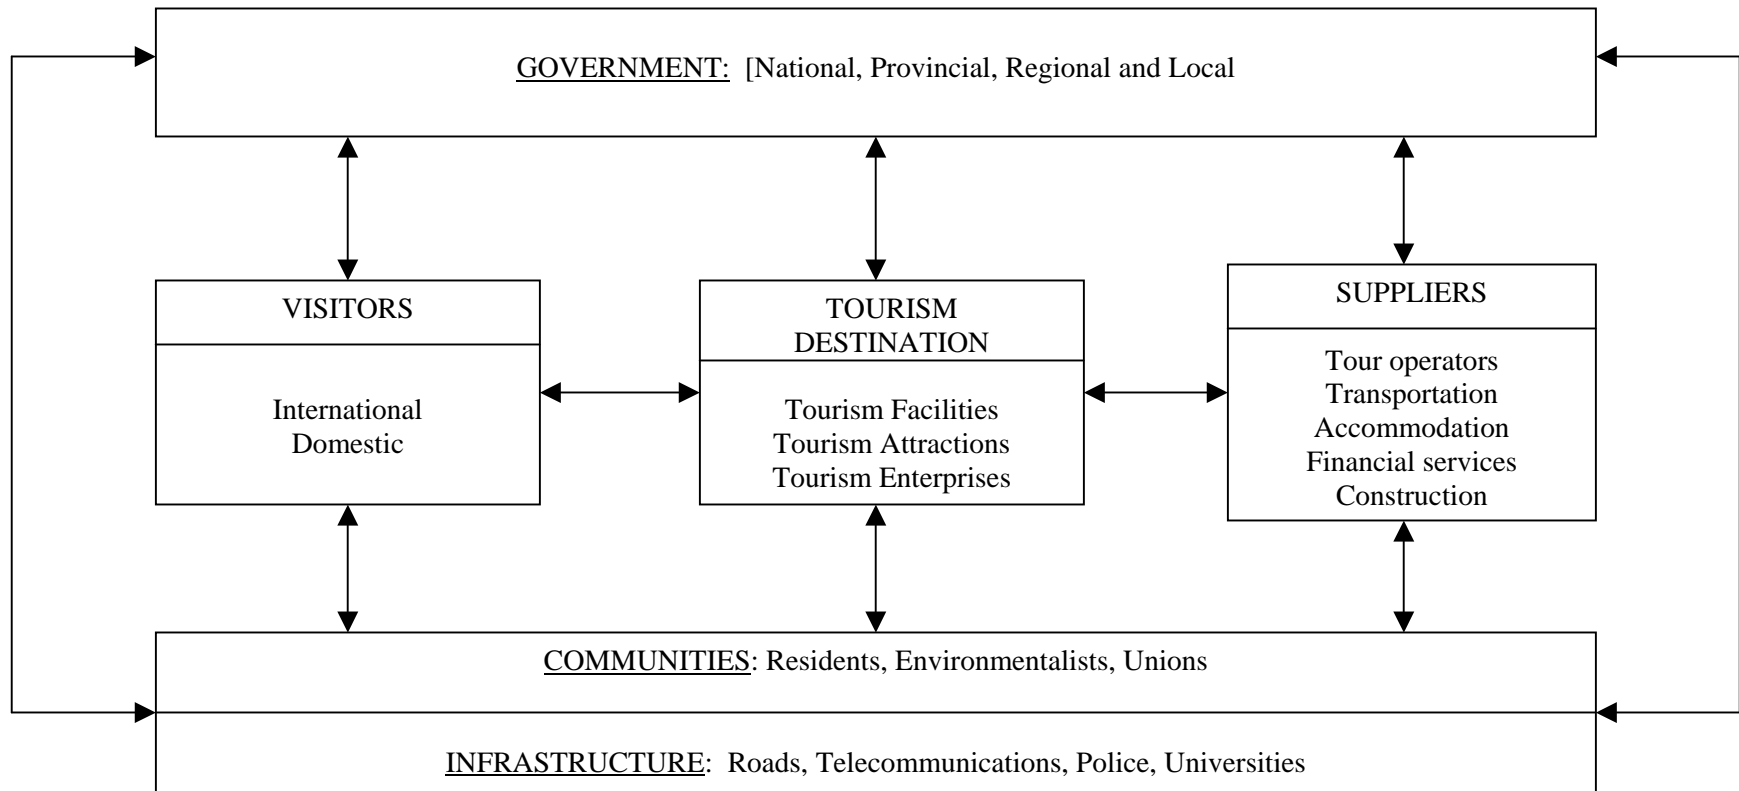 GOVERNMENT: [National, Provincial, Regional and Local
VISITORS
International
Domestic
TOURISM
DESTINATION
Tourism Facilities
Tourism Attractions
Tourism Enterprises
SUPPLIERS
Tour operators
Transportation
Accommodation
Financial services
Construction
COMMUNITIES: Residents, Environmentalists, Unions
INFRASTRUCTURE: Roads, Telecommunications, Police, Universities